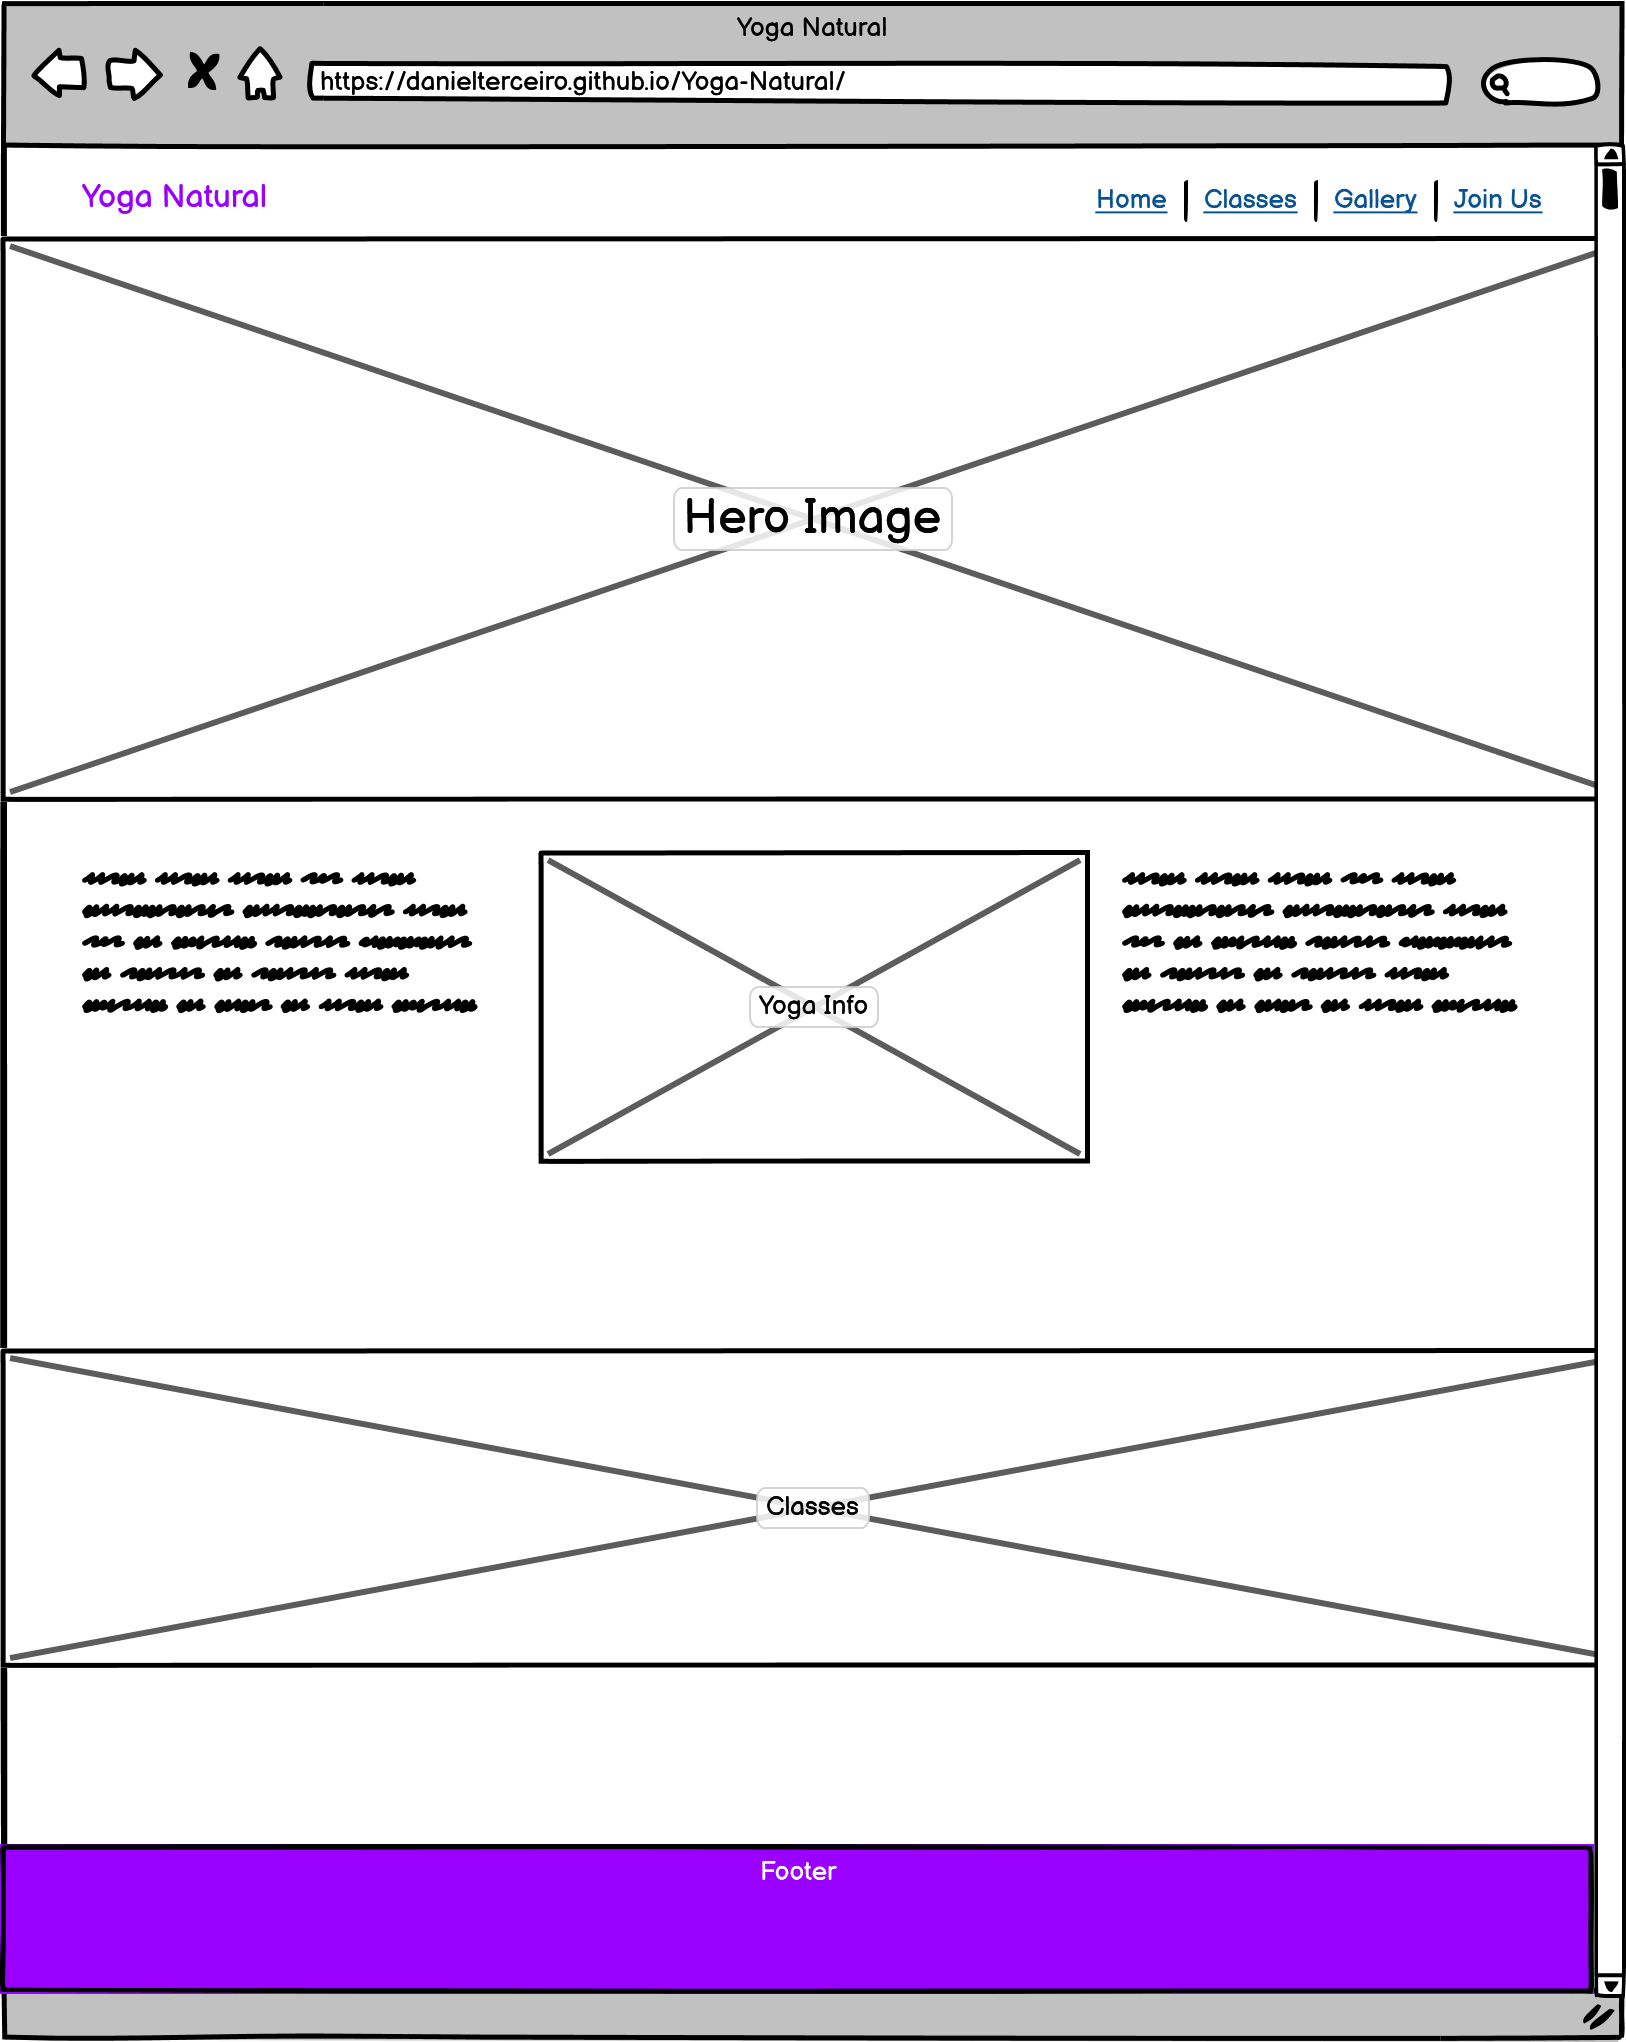 Yoga Natural
https://danielterceiro.github.io/Yoga-Natural/
Yoga Natural
Home Classes Gallery Join Us
Hero Image
Yoga Info
Classes
Footer